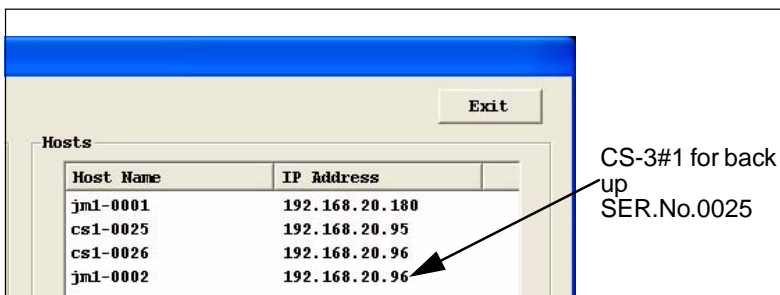 Exit
Hosts
Host Name IP Address
jm1-0001 192.168.20.180
cs1-0025 192.168.20.95
cs1-0026 192.168.20.96
jm1-0002 192.168.20.96
CS-3#1 for back
up
SER.No.0025